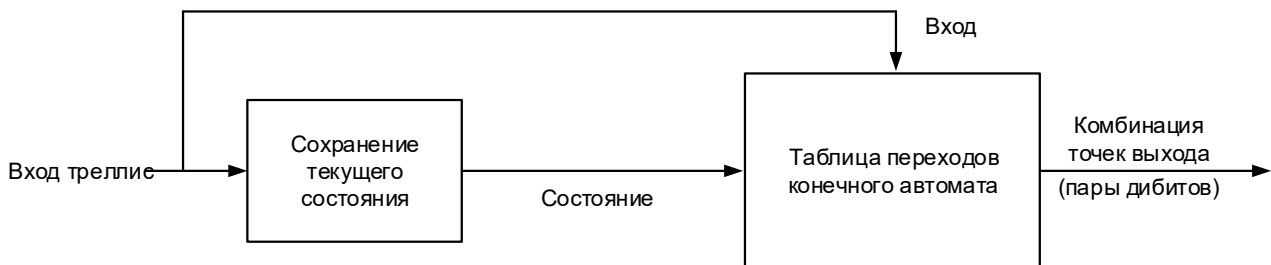 Вход
Вход треллис
Сохранение
текущего
состояния
Состояние
Таблица переходов
конечного автомата
Комбинация
точек выхода
(пары дибитов)